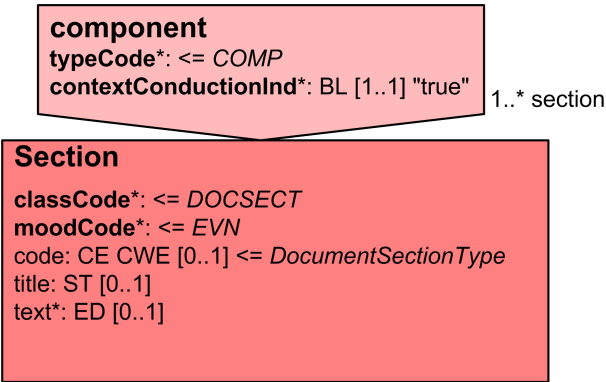 component
typeCode*: <= COMP
contextConductionInd*: BL [1..1] "true"
1..* section
Section
classCode*: <= DOCSECT
moodCode*: <= EVN
code: CE CWE [0..1] <= DocumentSectionType
title: ST [0..1]
text*: ED [0..1]